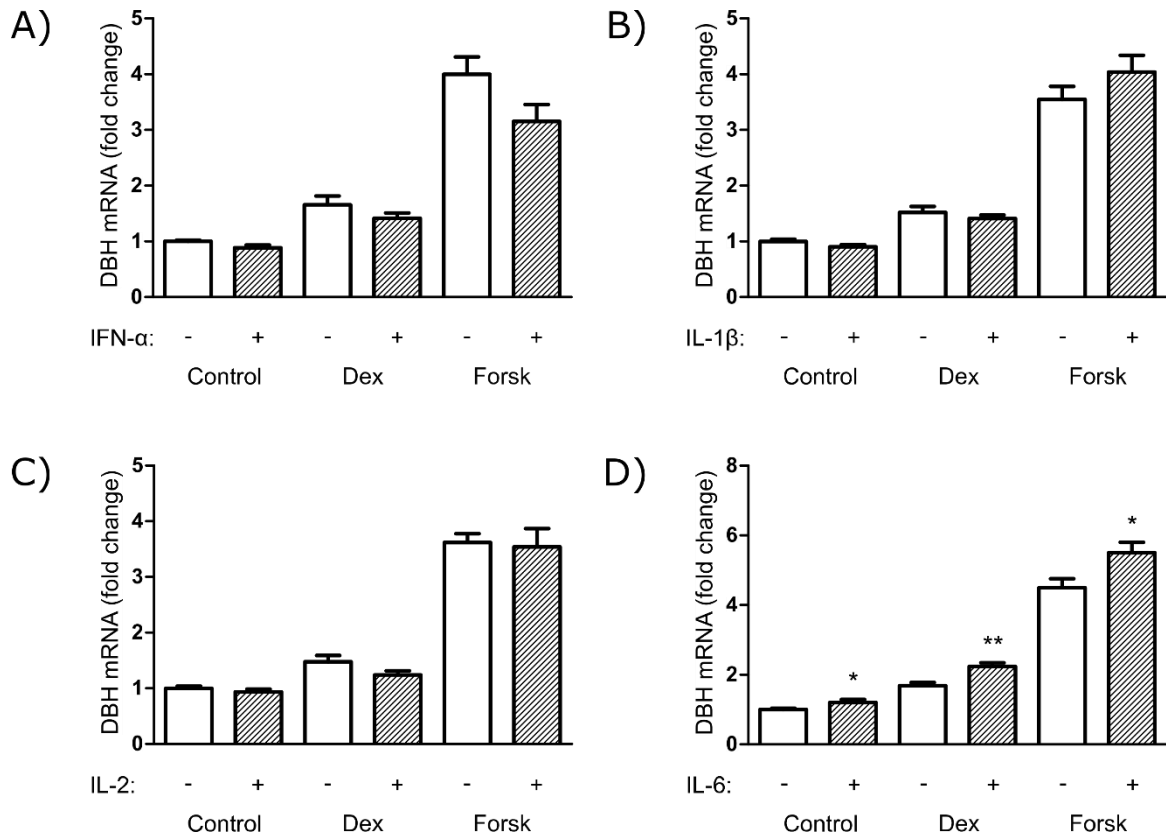 A)
DBH mRNA (fold change)
5
4
3
2
1
0
IFN-α: - + - + - +
Control Dex Forsk
B)
DBH mRNA (fold change)
5
4
3
2
1
0
IL-1β: - + - + - +
Control Dex Forsk
C)
DBH mRNA (fold change)
5
4
3
2
1
0
IL-2: - + - + - +
Control Dex Forsk
D)
DBH mRNA (fold change)
8
6
4
2
0
*
**
*
IL-6: - + - + - +
Control Dex Forsk